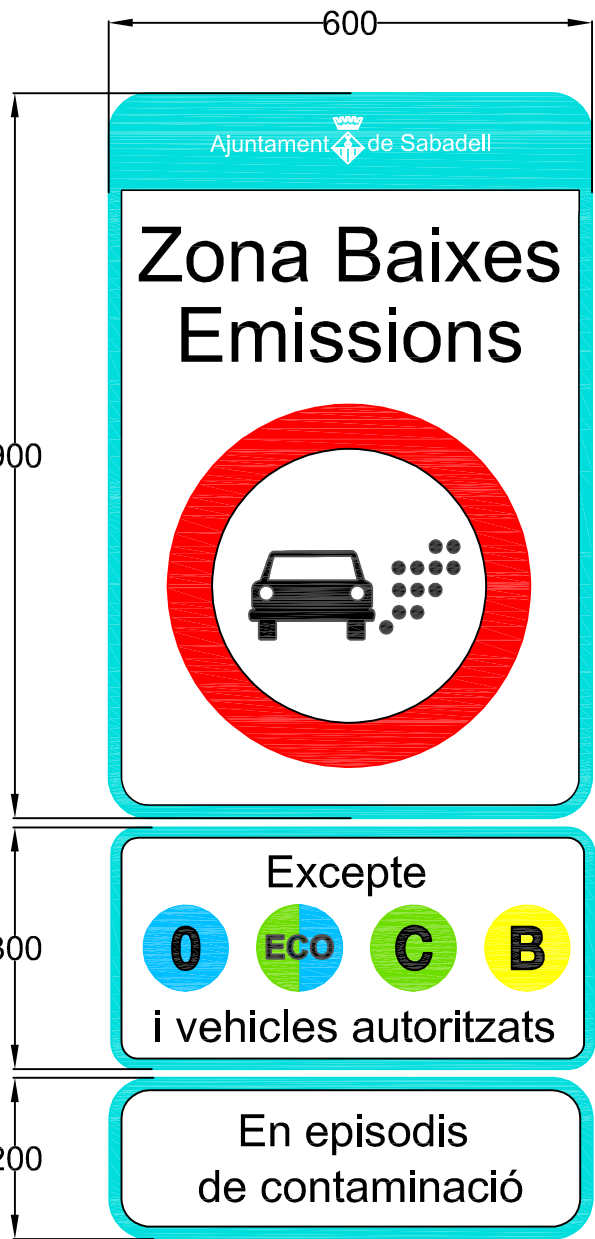 600
Ajuntament de Sabadell
Zona Baixes
Emissions
900
Excepte
0 ECO C B
300
i vehicles autoritzats
En episodis
200
de contaminació